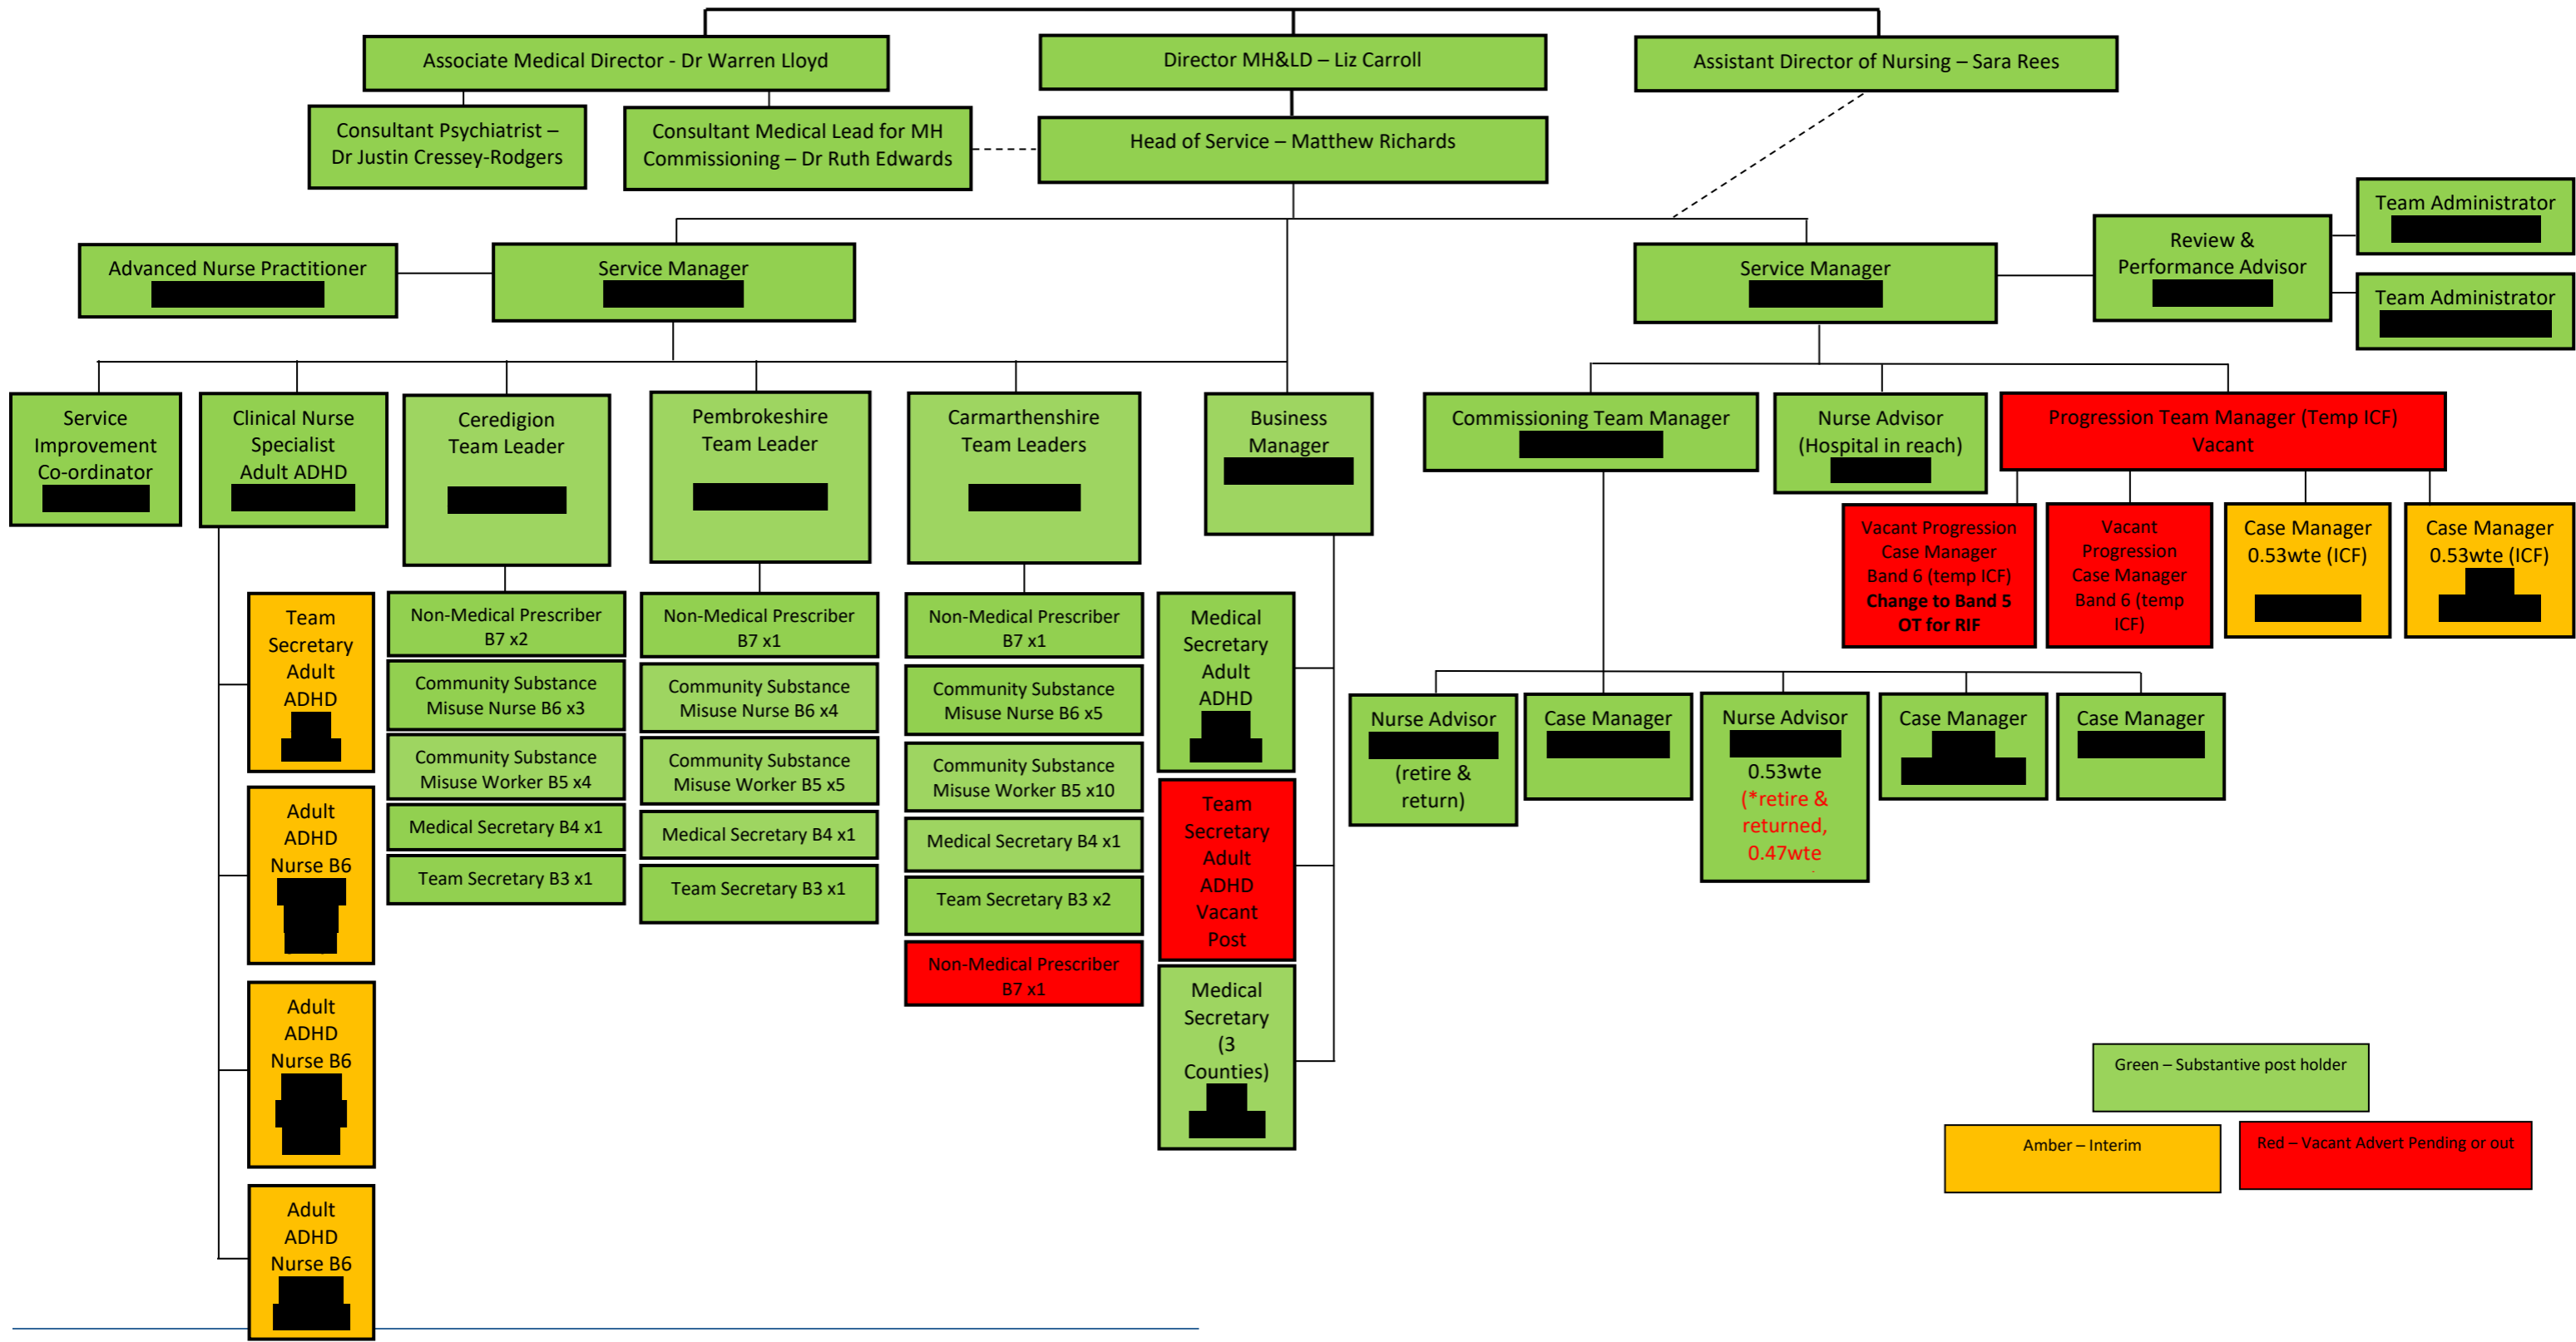 Associate Medical Director - Dr Warren Lloyd
Director MH&LD – Liz Carroll
Assistant Director of Nursing – Sara Rees
Consultant Psychiatrist –
Dr Justin Cressey-Rodgers
Consultant Medical Lead for MH
Commissioning – Dr Ruth Edwards
Head of Service – Matthew Richards
Advanced Nurse Practitioner
Service Manager
Service Manager
Review &
Performance Advisor
Team Administrator
Team Administrator
Service
Improvement
Co-ordinator
Clinical Nurse
Specialist
Adult ADHD
Ceredigion
Team Leader
Pembrokeshire
Team Leader
Carmarthenshire
Team Leaders
Business
Manager
Commissioning Team Manager
Nurse Advisor
(Hospital in reach)
Progression Team Manager (Temp ICF)
Vacant
Vacant Progression
Case Manager
Band 6 (temp ICF)
Change to Band 5
OT for RIF
Vacant
Progression
Case Manager
Band 6 (temp
ICF)
Case Manager
0.53wte (ICF)
Case Manager
0.53wte (ICF)
Team
Secretary
Adult
ADHD
Adult
ADHD
Nurse B6
Adult
ADHD
Nurse B6
Adult
ADHD
Nurse B6
Non-Medical Prescriber
B7 x2
Community Substance
Misuse Nurse B6 x3
Community Substance
Misuse Worker B5 x4
Medical Secretary B4 x1
Team Secretary B3 x1
Non-Medical Prescriber
B7 x1
Community Substance
Misuse Nurse B6 x4
Community Substance
Misuse Worker B5 x5
Medical Secretary B4 x1
Team Secretary B3 x1
Non-Medical Prescriber
B7 x1
Community Substance
Misuse Nurse B6 x5
Community Substance
Misuse Worker B5 x10
Medical Secretary B4 x1
Team Secretary B3 x2
Non-Medical Prescriber
B7 x1
Medical
Secretary
Adult
ADHD
Team
Secretary
Adult
ADHD
Vacant
Post
Medical
Secretary
(3
Counties)
Nurse Advisor
(retire &
return)
Case Manager
Nurse Advisor
0.53wte
(*retire &
returned,
0.47wte
Case Manager
Case Manager
Green – Substantive post holder
Amber – Interim
Red – Vacant Advert Pending or out